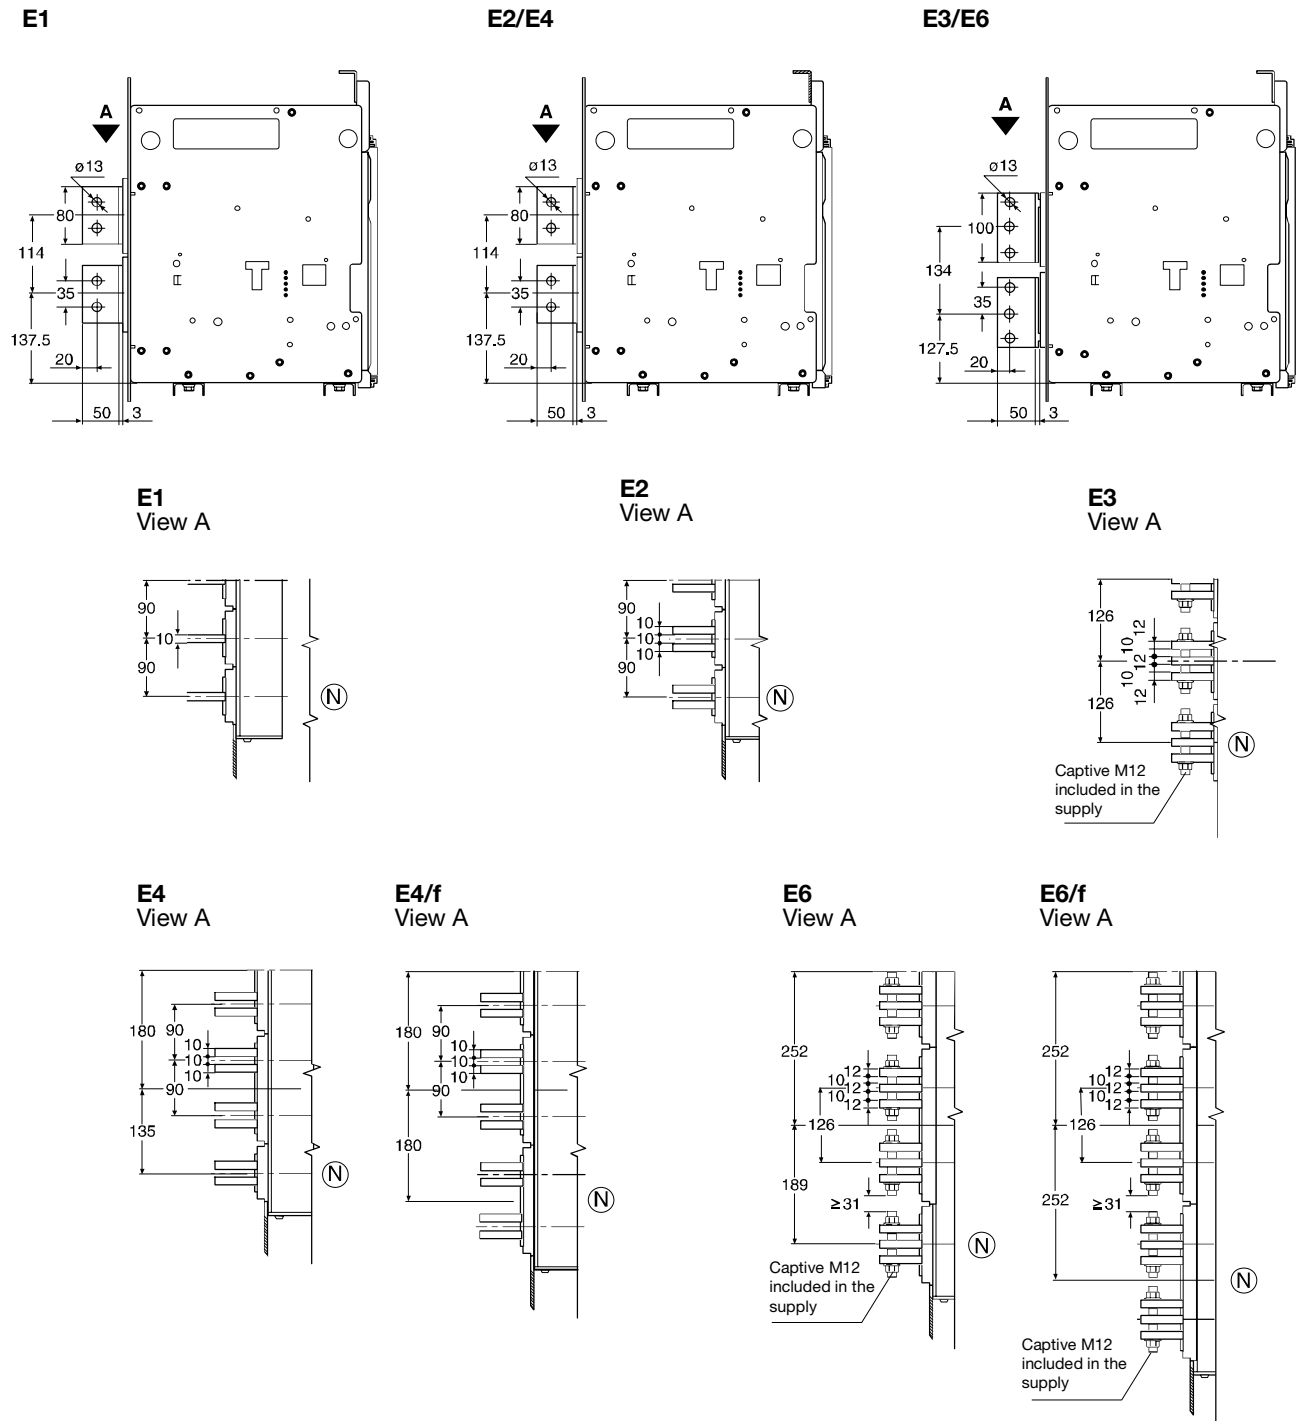 E1
E2/E4
E3/E6
A
ø13
80
114
35
137.5
20
50
3
A
ø13
80
114
35
137.5
20
50
3
A
ø13
100
134
35
127.5
20
50
3
E1
View A
90
10
90
N
E2
View A
90
10
10
10
90
N
E3
View A
126
12
10
12
10
12
126
N
Captive M12
included in the
supply
E4
View A
180
90
10
10
10
90
135
N
E4/f
View A
180
90
10
10
10
90
180
N
E6
View A
252
12
10
12
10
12
126
189
≥31
N
Captive M12
included in the
supply
E6/f
View A
252
12
10
12
10
12
126
252
≥31
N
Captive M12
included in the
supply